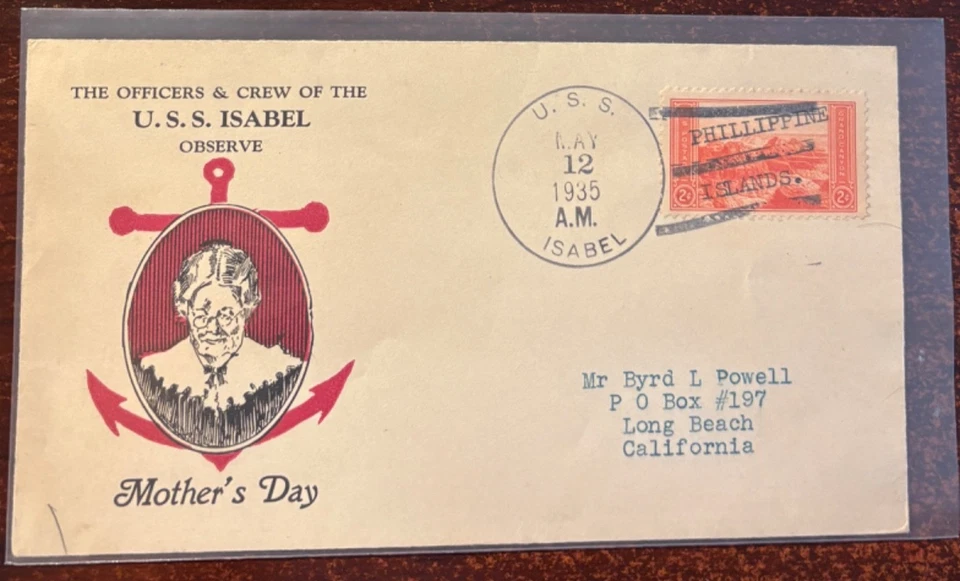 THE OFFICERS & CREW OF THE
U. S. S. ISABEL
OBSERVE
Mother's Day
U. S. S.
MAY
12
1935
A.M.
ISABEL
PHILLIPPINE
ISLANDS.
2¢ 2¢
Mr Byrd L Powell
P O Box #197
Long Beach
California